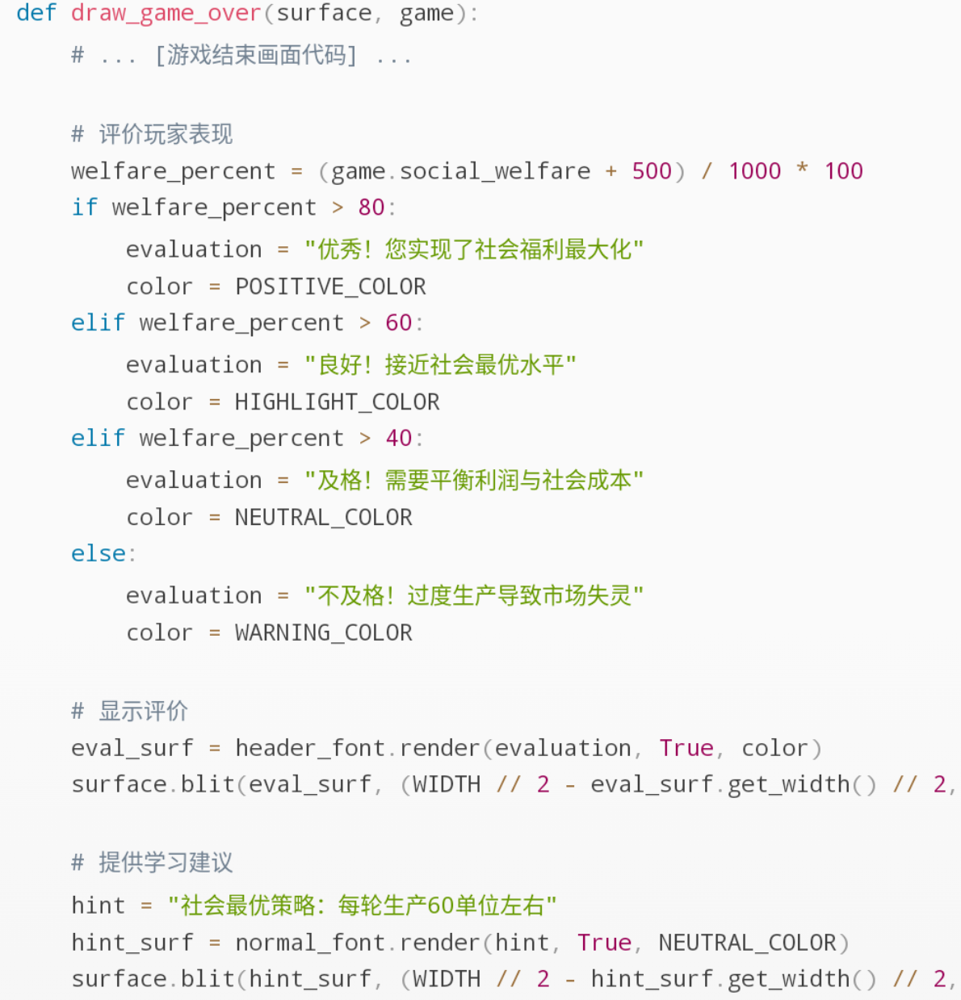 def draw_game_over(surface, game):
    # ... [游戏结束画面代码] ...

    # 评价玩家表现
    welfare_percent = (game.social_welfare + 500) / 1000 * 100
    if welfare_percent > 80:
        evaluation = "优秀！您实现了社会福利最大化"
        color = POSITIVE_COLOR
    elif welfare_percent > 60:
        evaluation = "良好！接近社会最优水平"
        color = HIGHLIGHT_COLOR
    elif welfare_percent > 40:
        evaluation = "及格！需要平衡利润与社会成本"
        color = NEUTRAL_COLOR
    else:
        evaluation = "不及格！过度生产导致市场失灵"
        color = WARNING_COLOR

    # 显示评价
    eval_surf = header_font.render(evaluation, True, color)
    surface.blit(eval_surf, (WIDTH // 2 - eval_surf.get_width() // 2,

    # 提供学习建议
    hint = "社会最优策略：每轮生产60单位左右"
    hint_surf = normal_font.render(hint, True, NEUTRAL_COLOR)
    surface.blit(hint_surf, (WIDTH // 2 - hint_surf.get_width() // 2,